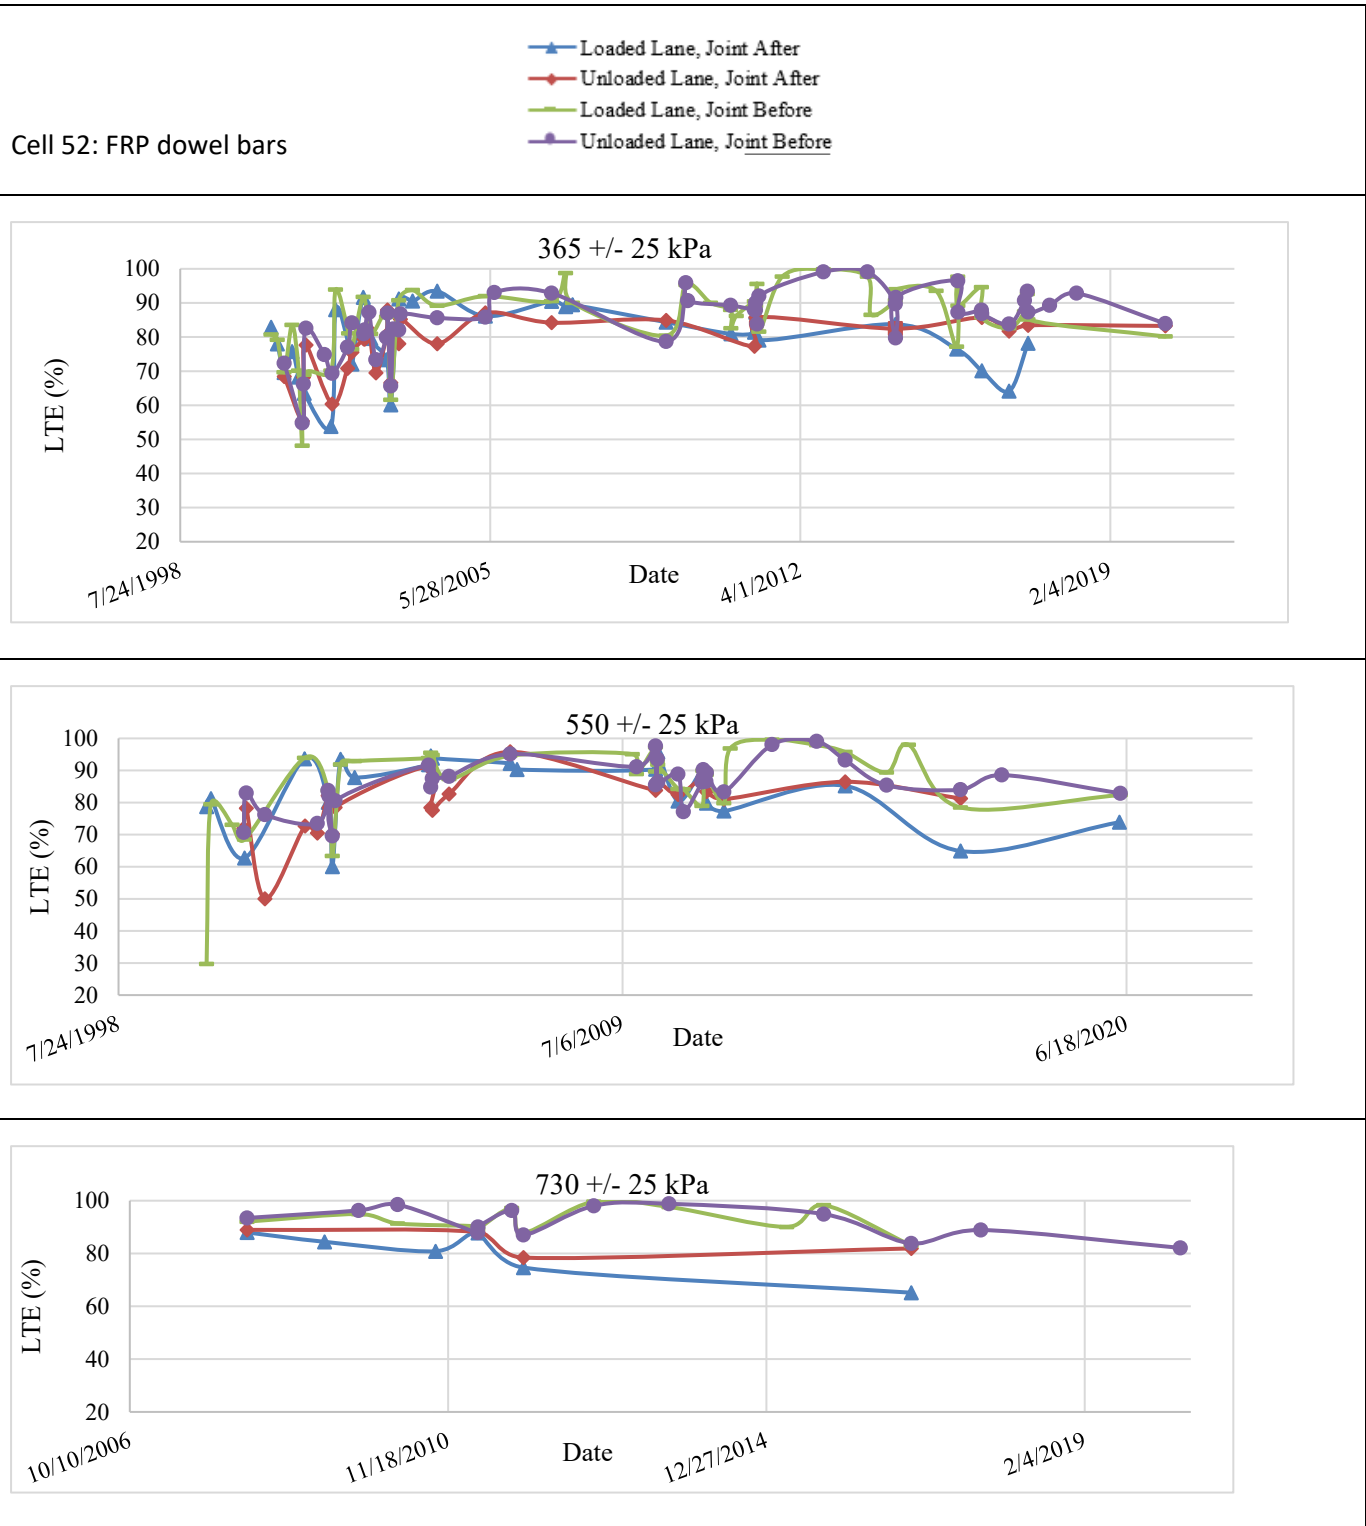 Loaded Lane, Joint After
Unloaded Lane, Joint After
Loaded Lane, Joint Before
Unloaded Lane, Joint Before
Cell 52: FRP dowel bars
365 +/- 25 kPa
LTE (%)
100
90
80
70
60
50
40
30
20
7/24/1998
5/28/2005
4/1/2012
2/4/2019
Date
550 +/- 25 kPa
LTE (%)
100
90
80
70
60
50
40
30
20
7/24/1998
7/6/2009
6/18/2020
Date
730 +/- 25 kPa
LTE (%)
100
80
60
40
20
10/10/2006
11/18/2010
12/27/2014
2/4/2019
Date